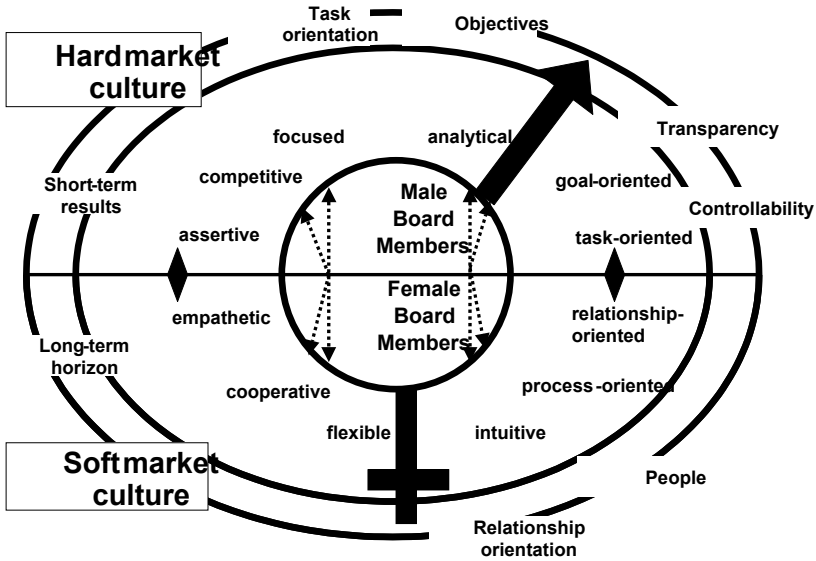 Task
orientation
Objectives
Hard market
culture
focused
analytical
Transparency
competitive
Male
Board
Members
goal-oriented
Short-term
results
Controllability
assertive
task-oriented
empathetic
Female
Board
Members
relationship-
oriented
Long-term
horizon
cooperative
process-oriented
flexible
intuitive
Soft market
culture
People
Relationship
orientation